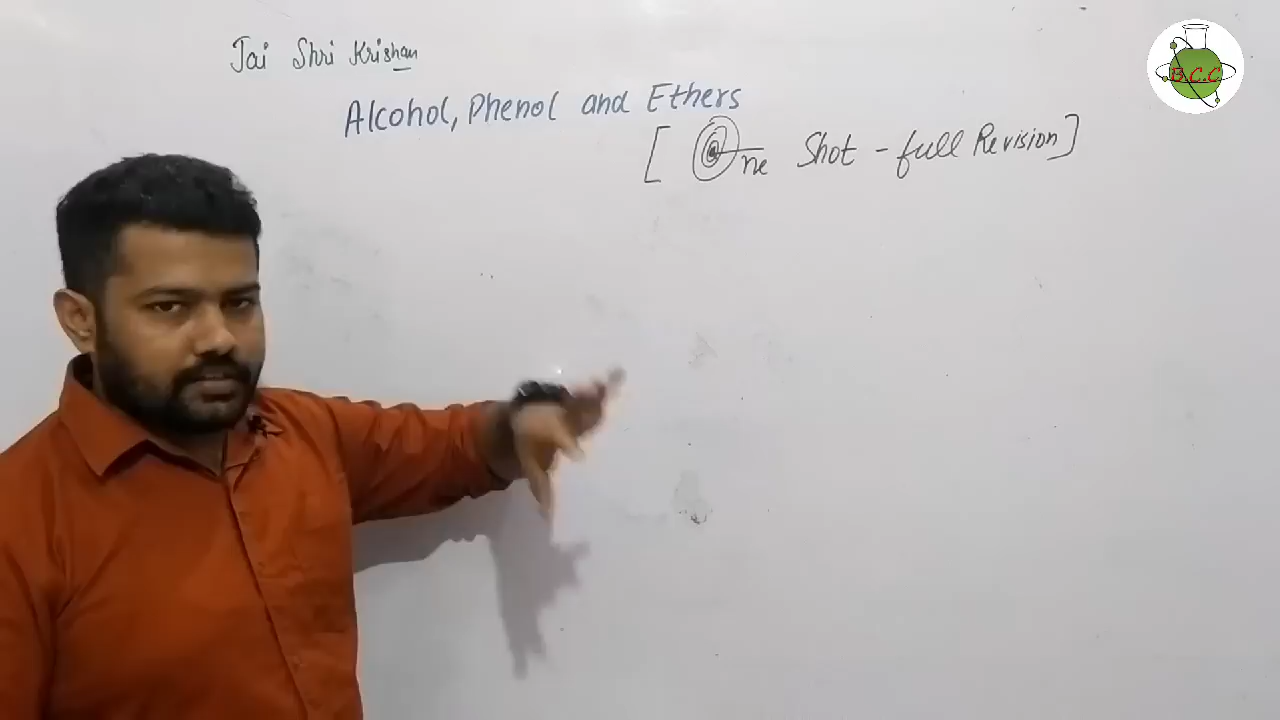 Jai Shri Krishan
B.C.C
Alcohol, Phenol and Ethers
[One Shot - full Revision]